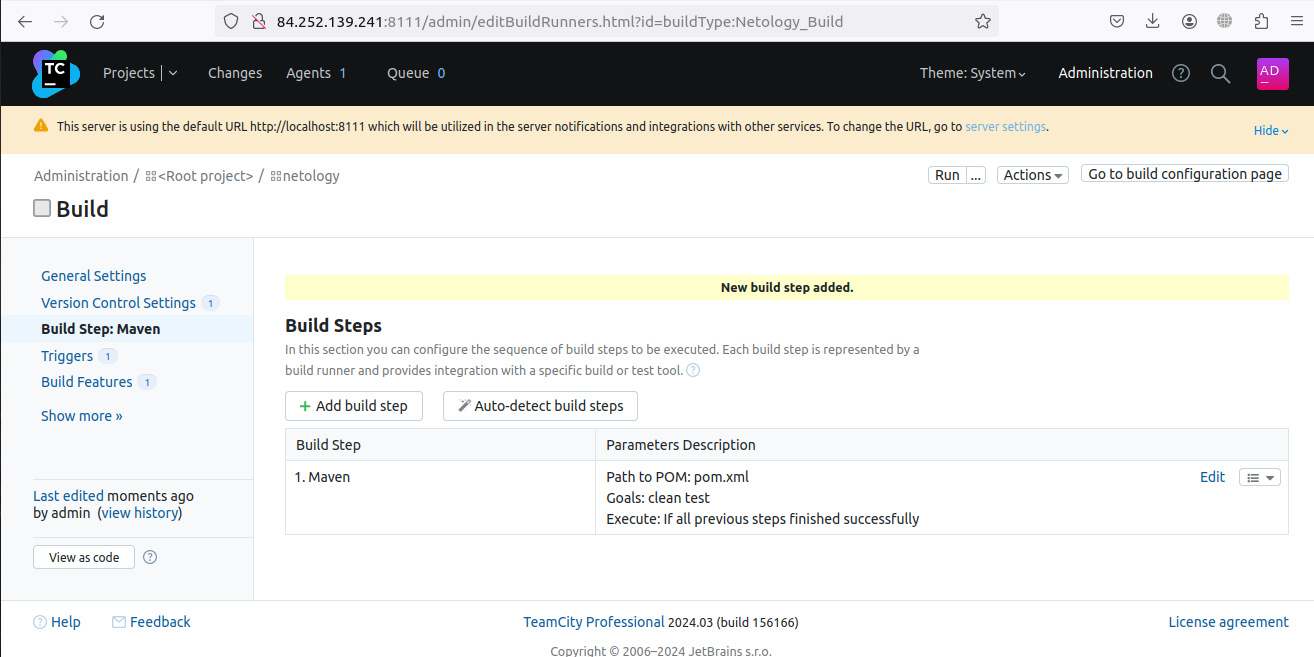 84.252.139.241:8111/admin/editBuildRunners.html?id=buildType:Netology_Build
TC Projects Changes Agents 1 Queue 0 Theme: System Administration ? AD
This server is using the default URL http://localhost:8111 which will be utilized in the server notifications and integrations with other services. To change the URL, go to server settings. Hide
Administration / <Root project> / netology Run ... Actions Go to build configuration page
Build
General Settings
Version Control Settings 1
Build Step: Maven
Triggers 1
Build Features 1
Show more »
Last edited moments ago
by admin (view history)
View as code ?
New build step added.
Build Steps
In this section you can configure the sequence of build steps to be executed. Each build step is represented by a
build runner and provides integration with a specific build or test tool. ?
+ Add build step Auto-detect build steps
Build Step Parameters Description
1. Maven Path to POM: pom.xml Edit
Goals: clean test
Execute: If all previous steps finished successfully
? Help Feedback TeamCity Professional 2024.03 (build 156166) License agreement
Copyright © 2006–2024 JetBrains s.r.o.